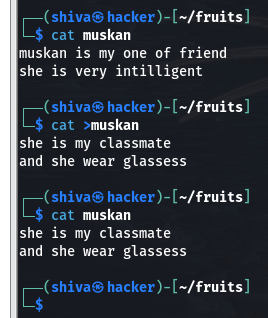 ┌──(shiva㉿hacker)-[~/fruits]
└─$ cat muskan
muskan is my one of friend
she is very intilligent
┌──(shiva㉿hacker)-[~/fruits]
└─$ cat >muskan
she is my classmate
and she wear glassess
┌──(shiva㉿hacker)-[~/fruits]
└─$ cat muskan
she is my classmate
and she wear glassess
┌──(shiva㉿hacker)-[~/fruits]
└─$